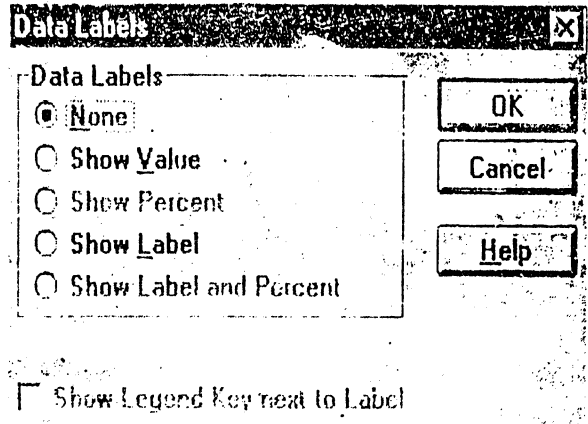 Data Labels
Data Labels
None
Show Value
Show Percent
Show Label
Show Label and Percent
OK
Cancel
Help
Show Legend Key next to Label